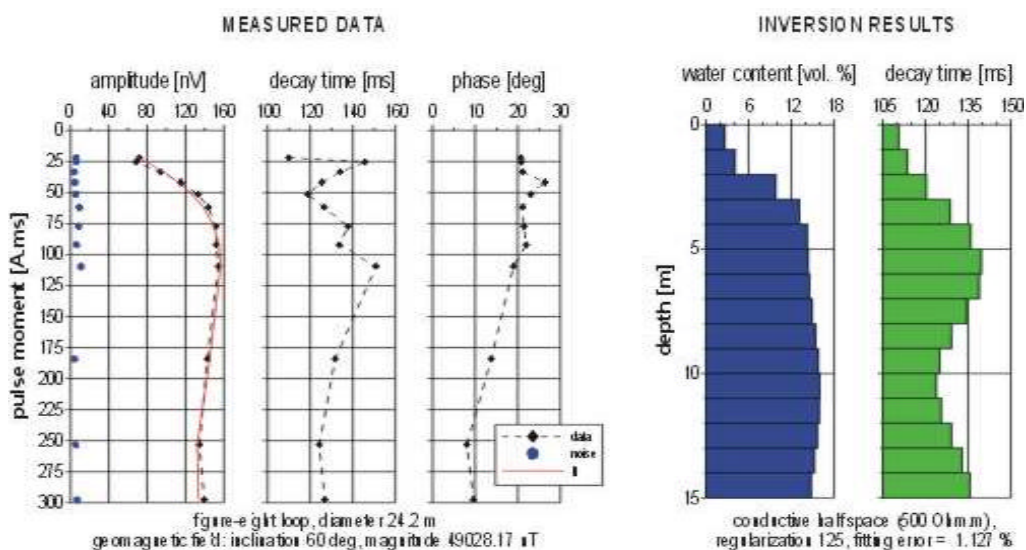 MEASURED DATA
INVERSION RESULTS
amplitude [nV]
decay time [ms]
phase [deg]
water content [vol. %]
decay time [ms]
0 40 80 120 160
100 120 140 160
0 10 20 30
0 6 12 18
105 120 135 150
0
25
50
75
100
125
150
175
200
225
250
275
300
pulse moment [A.ms]
0
5
10
15
depth [m]
data
noise
figure-eight loop, diameter 24.2 m
geomagnetic field: inclination 60 deg, magnitude 49028.17 nT
conductive halfspace (500 Ohm.m),
regularization 125, fitting error = 1.127 %